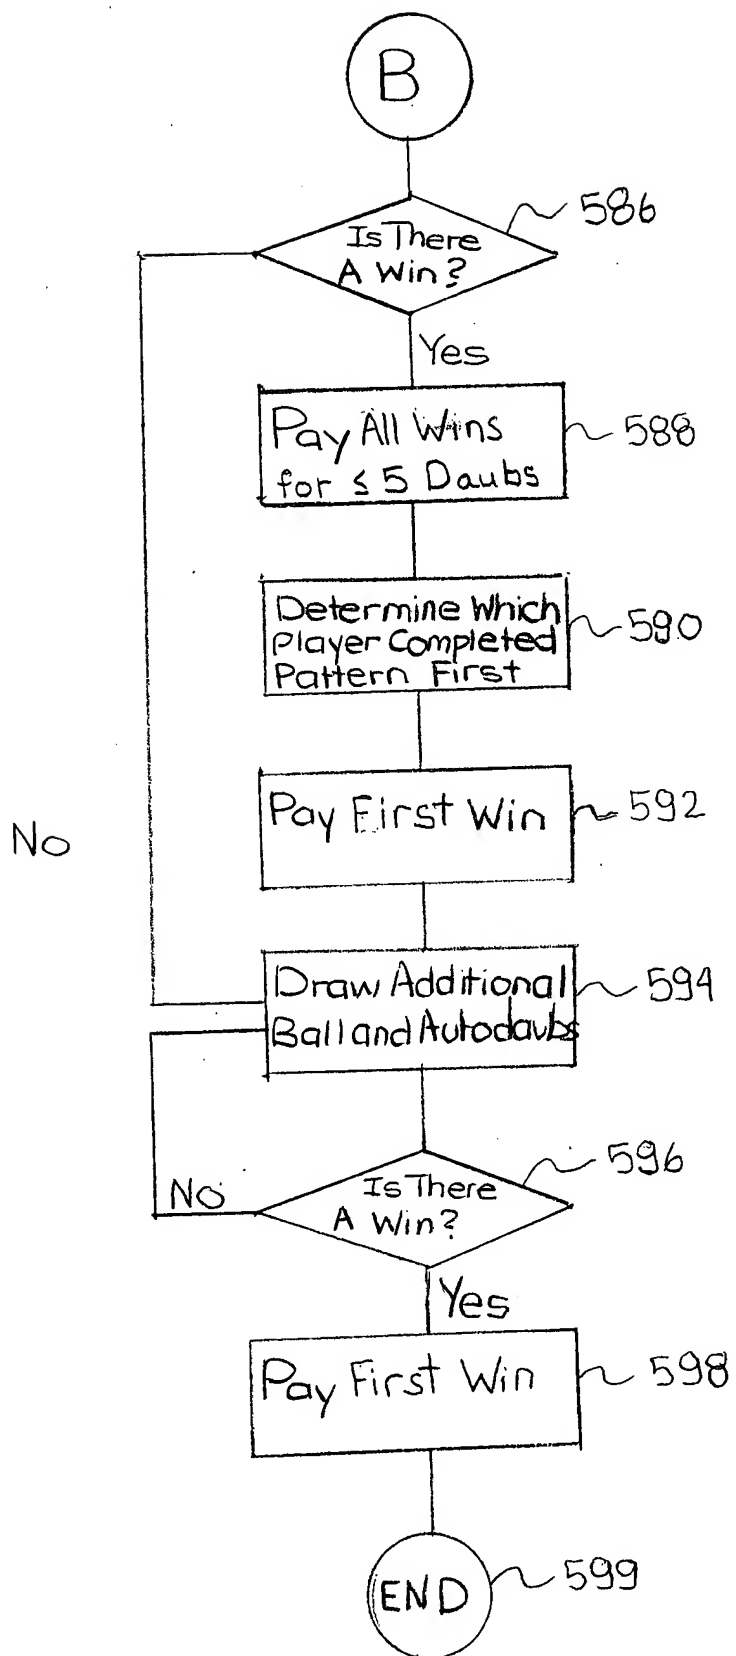 B
586
Is There
A Win?
Yes
Pay All Wins
for ≤ 5 Daubs
588
Determine Which
Player Completed
Pattern First
590
Pay First Win
592
No
Draw Additional
Ball and Autodaubs
594
596
Is There
A Win?
No
Yes
Pay First Win
598
END
599